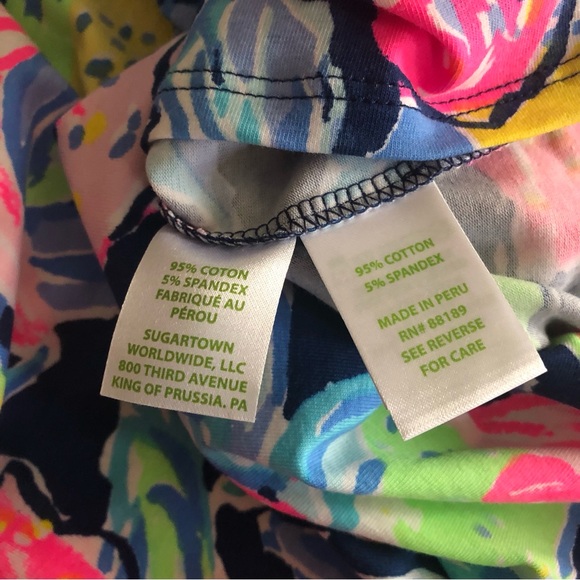 95% COTON
5% SPANDEX
FABRIQUÉ AU
PÉROU
SUGARTOWN
WORLDWIDE, LLC
800 THIRD AVENUE
KING OF PRUSSIA. PA
95% COTTON
5% SPANDEX
MADE IN PERU
RN# 88189
SEE REVERSE
FOR CARE